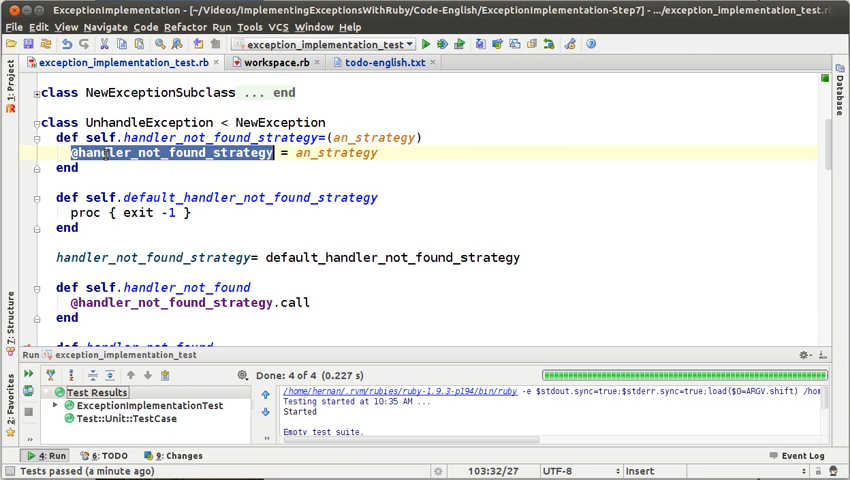 ExceptionImplementation - [~/Videos/ImplementingExceptionsWithRuby/Code-English/ExceptionImplementation-Step7] - .../exception_implementation_test.rb
File Edit View Navigate Code Refactor Run Tools VCS Window Help
exception_implementation_test
exception_implementation_test.rb workspace.rb todo-english.txt
1: Project
Database
class NewExceptionSubclass ... end
class UnhandleException < NewException
def self.handler_not_found_strategy=(an_strategy)
@handler_not_found_strategy = an_strategy
end
def self.default_handler_not_found_strategy
proc { exit -1 }
end
handler_not_found_strategy= default_handler_not_found_strategy
def self.handler_not_found
@handler_not_found_strategy.call
end
7: Structure
2: Favorites
Run exception_implementation_test
Done: 4 of 4 (0.227 s)
Test Results
ExceptionImplementationTest
Test::Unit::TestCase
/home/hernan/.rvm/rubies/ruby-1.9.3-p194/bin/ruby -e $stdout.sync=true;$stderr.sync=true;load($0=ARGV.shift) /hom
Testing started at 10:35 AM ...
Started
Empty test suite.
4: Run 6: TODO 9: Changes Event Log
Tests passed (a minute ago) 103:32/27 UTF-8 Insert